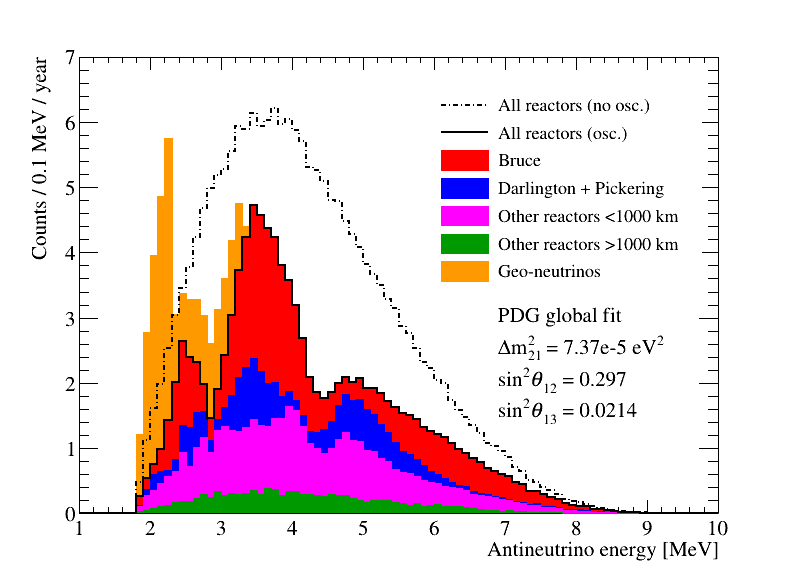 Counts / 0.1 MeV / year
7
6
5
4
3
2
1
0
All reactors (no osc.)
All reactors (osc.)
Bruce
Darlington + Pickering
Other reactors <1000 km
Other reactors >1000 km
Geo-neutrinos
PDG global fit
Δm²₂₁ = 7.37e-5 eV²
sin²θ₁₂ = 0.297
sin²θ₁₃ = 0.0214
1 2 3 4 5 6 7 8 9 10
Antineutrino energy [MeV]